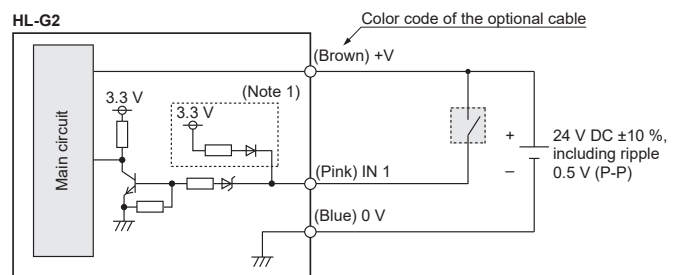 HL-G2
Color code of the optional cable
(Brown) +V
3.3 V
(Note 1)
3.3 V
Main circuit
+
24 V DC ±10 %,
including ripple
0.5 V (P-P)
–
(Pink) IN 1
(Blue) 0 V